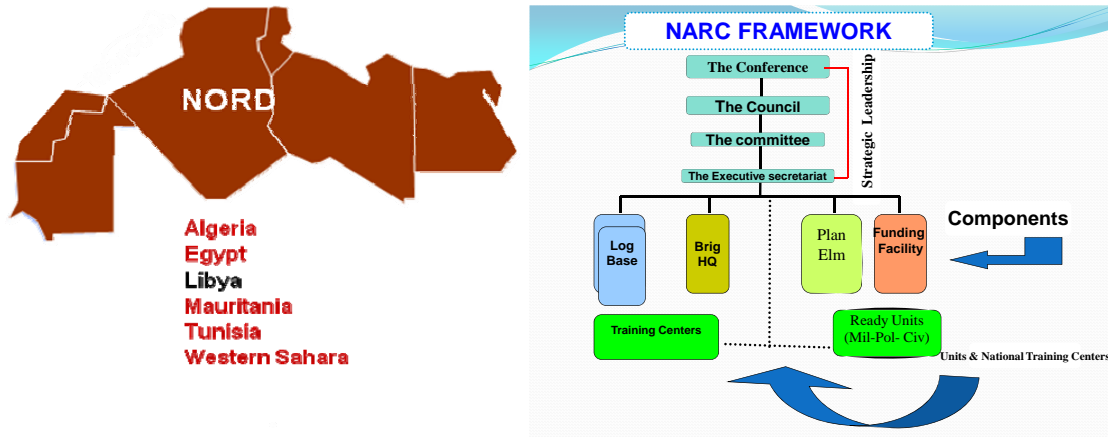 NORD
Algeria
Egypt
Libya
Mauritania
Tunisia
Western Sahara
NARC FRAMEWORK
The Conference
The Council
The committee
The Executive secretariat
Strategic Leadership
Log
Base
Brig
HQ
Plan
Elm
Funding
Facility
Components
Training Centers
Ready Units
(Mil-Pol- Civ)
Units & National Training Centers